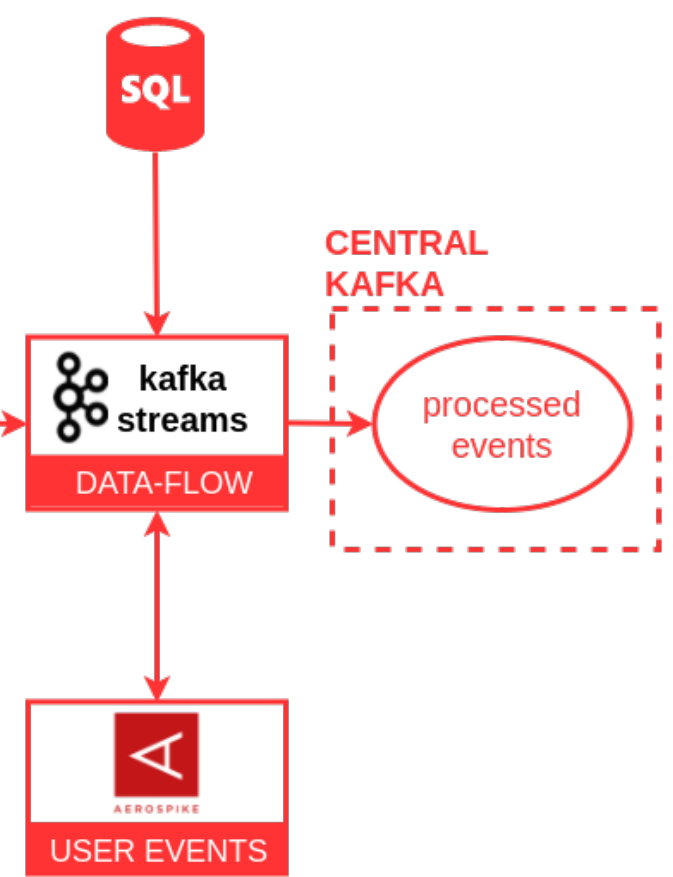 SQL
CENTRAL
KAFKA
kafka
streams
DATA-FLOW
processed
events
AEROSPIKE
USER EVENTS